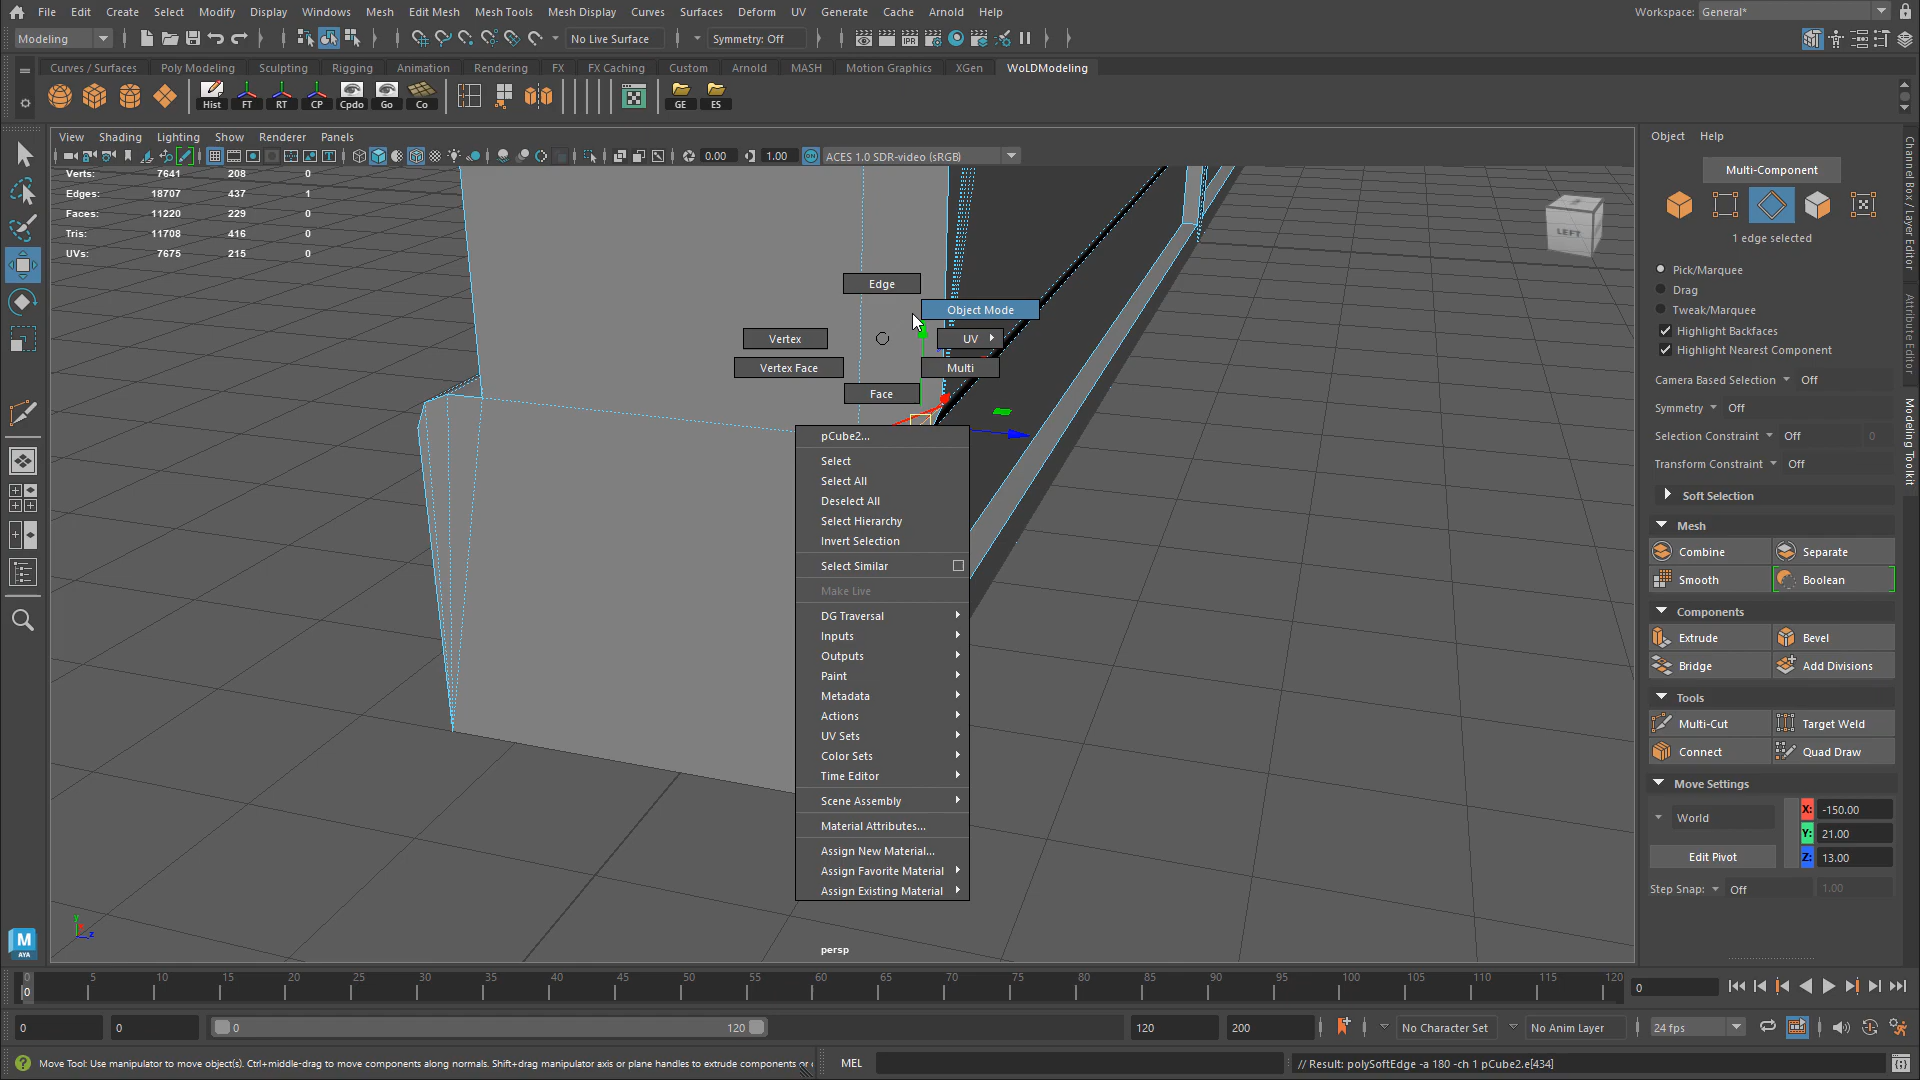 File Edit Create Select Modify Display Windows Mesh Edit Mesh Mesh Tools Mesh Display Curves Surfaces Deform UV Generate Cache Arnold Help Workspace: General*
Modeling No Live Surface Symmetry: Off
Curves / Surfaces Poly Modeling Sculpting Rigging Animation Rendering FX FX Caching Custom Arnold MASH Motion Graphics XGen WoLDModeling
Hist FT RT CP Cpdo Go Co GE ES
View Shading Lighting Show Renderer Panels
0.00 1.00 ACES 1.0 SDR-video (sRGB)
Verts: 7641 208 0
Edges: 18707 437 1
Faces: 11220 229 0
Tris: 11708 416 0
UVs: 7675 215 0
LEFT
Edge
Object Mode
Vertex
UV
Vertex Face
Multi
Face
pCube2...
Select
Select All
Deselect All
Select Hierarchy
Invert Selection
Select Similar
Make Live
DG Traversal
Inputs
Outputs
Paint
Metadata
Actions
UV Sets
Color Sets
Time Editor
Scene Assembly
Material Attributes...
Assign New Material...
Assign Favorite Material
Assign Existing Material
persp
y
z
Object Help
Multi-Component
1 edge selected
Pick/Marquee
Drag
Tweak/Marquee
Highlight Backfaces
Highlight Nearest Component
Camera Based Selection Off
Symmetry Off
Selection Constraint Off 0
Transform Constraint Off
Soft Selection
Mesh
Combine Separate
Smooth Boolean
Components
Extrude Bevel
Bridge Add Divisions
Tools
Multi-Cut Target Weld
Connect Quad Draw
Move Settings
World X: -150.00
Y: 21.00
Edit Pivot Z: 13.00
Step Snap: Off 1.00
Channel Box / Layer Editor
Attribute Editor
Modeling Toolkit
M
AYA
0 5 10 15 20 25 30 35 40 45 50 55 60 65 70 75 80 85 90 95 100 105 110 115 120
0 0
0 0 0 120 120 200 No Character Set No Anim Layer 24 fps
Move Tool: Use manipulator to move object(s). Ctrl+middle-drag to move components along normals. Shift+drag manipulator axis or plane handles to extrude components or MEL // Result: polySoftEdge -a 180 -ch 1 pCube2.e[434]